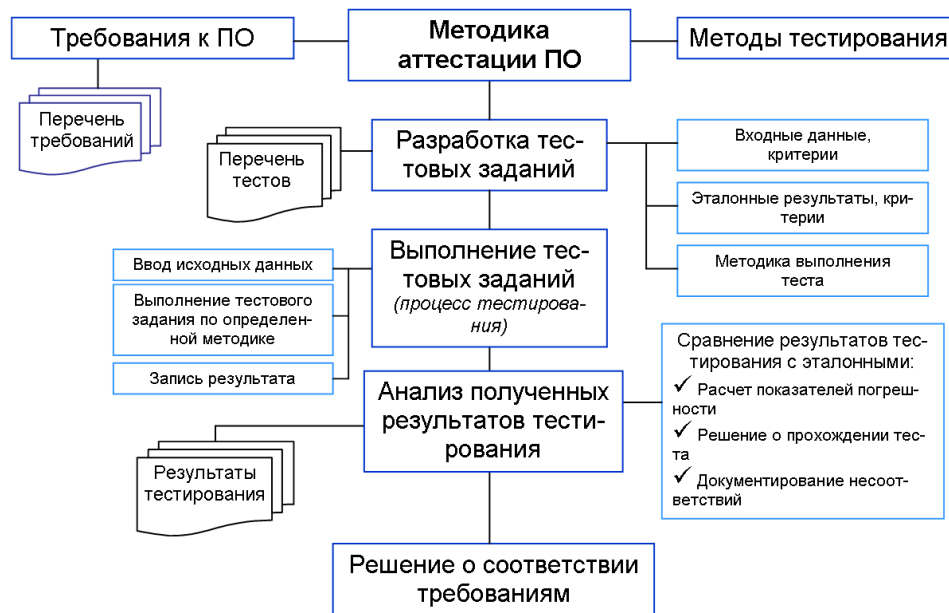 Требования к ПО
Методика
аттестации ПО
Методы тестирования
Перечень
требований
Перечень
тестов
Разработка тес-
товых заданий
Входные данные,
критерии
Эталонные результаты, кри-
терии
Методика выполнения
теста
Ввод исходных данных
Выполнение тестового
задания по определен-
ной методике
Запись результата
Выполнение тес-
товых заданий
(процесс тестирова-
ния)
Сравнение результатов тес-
тирования с эталонными:
✓ Расчет показателей погреш-
ности
✓ Решение о прохождении тес-
та
✓ Документирование несоот-
ветствий
Анализ полученных
результатов тести-
рования
Результаты
тестирования
Решение о соответствии
требованиям